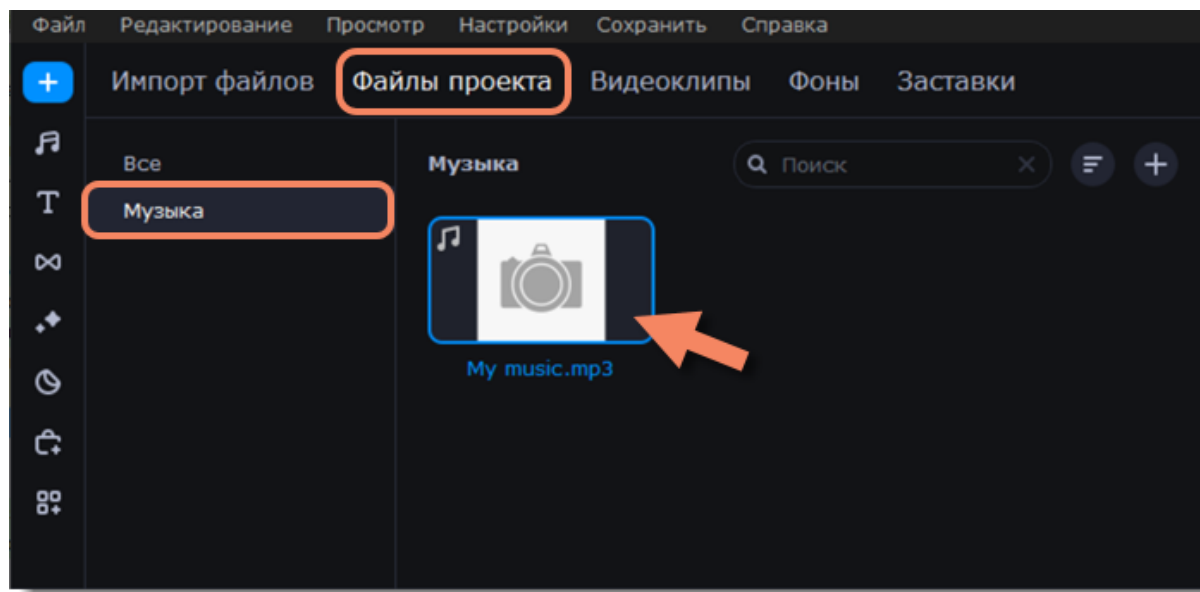 Файл Редактирование Просмотр Настройки Сохранить Справка
Импорт файлов Файлы проекта Видеоклипы Фоны Заставки
Все
Музыка
Музыка
Поиск
My music.mp3